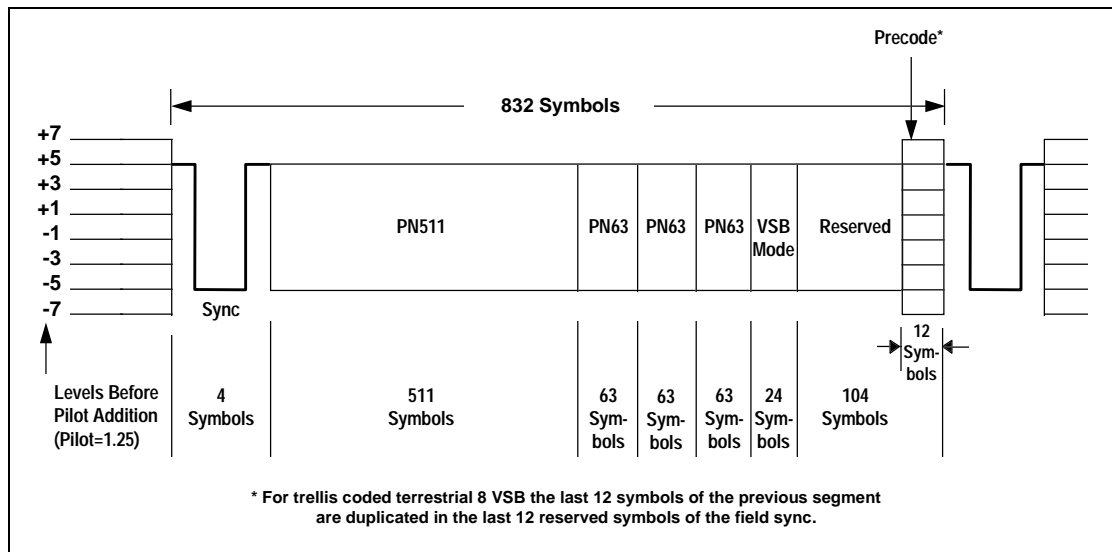 Precode*
832 Symbols
+7
+5
+3
+1
-1
-3
-5
-7
PN511
PN63
PN63
PN63
VSB
Mode
Reserved
Sync
12
Sym-
bols
Levels Before
Pilot Addition
(Pilot=1.25)
4
Symbols
511
Symbols
63
Sym-
bols
63
Sym-
bols
63
Sym-
bols
24
Sym-
bols
104
Symbols
* For trellis coded terrestrial 8 VSB the last 12 symbols of the previous segment
are duplicated in the last 12 reserved symbols of the field sync.